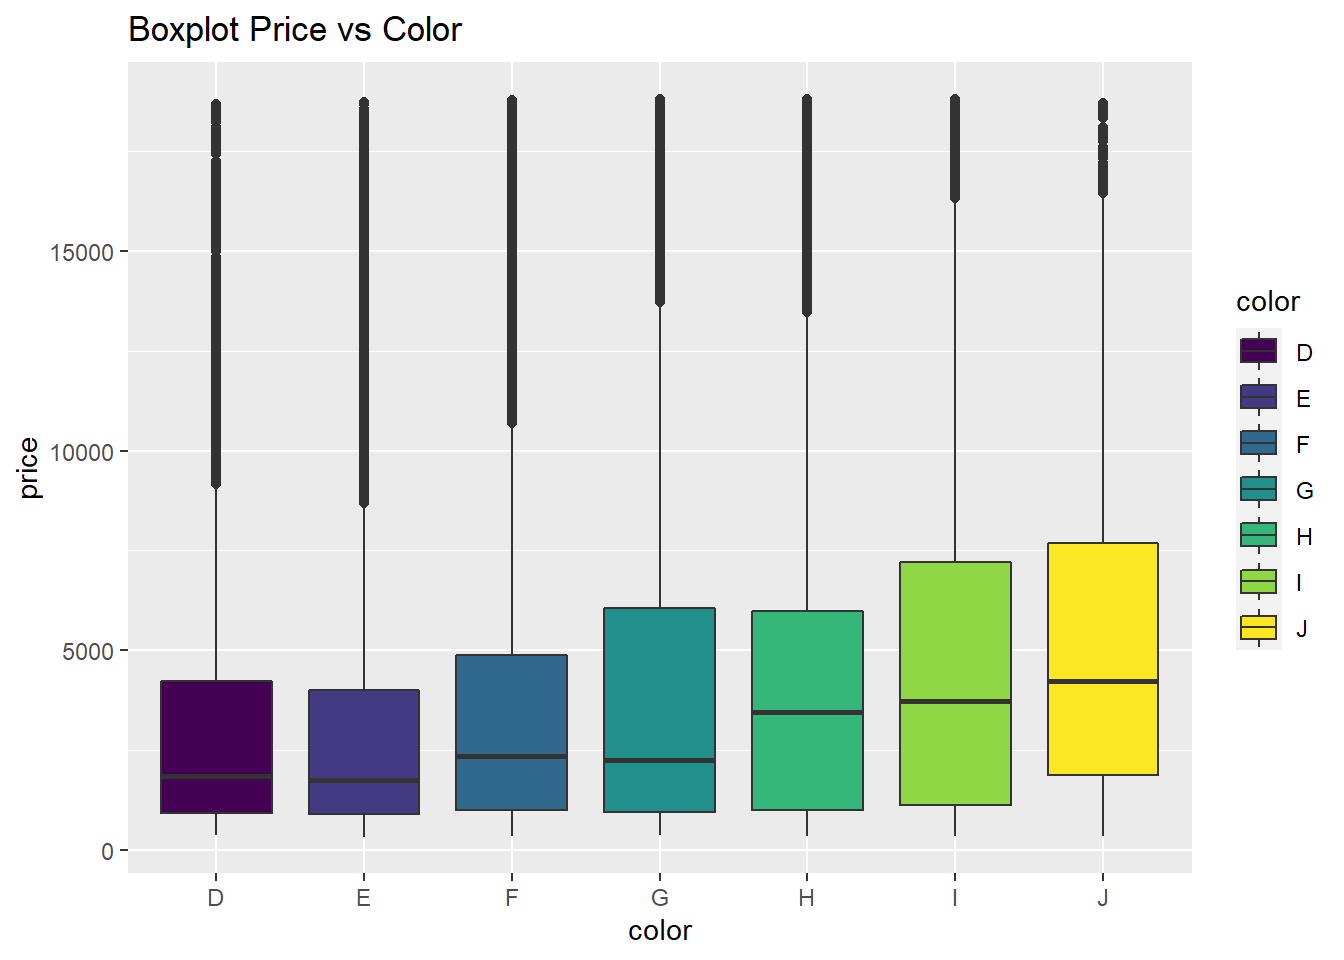 Boxplot Price vs Color
15000
10000
5000
0
price
D E F G H I J
color
color
D
E
F
G
H
I
J